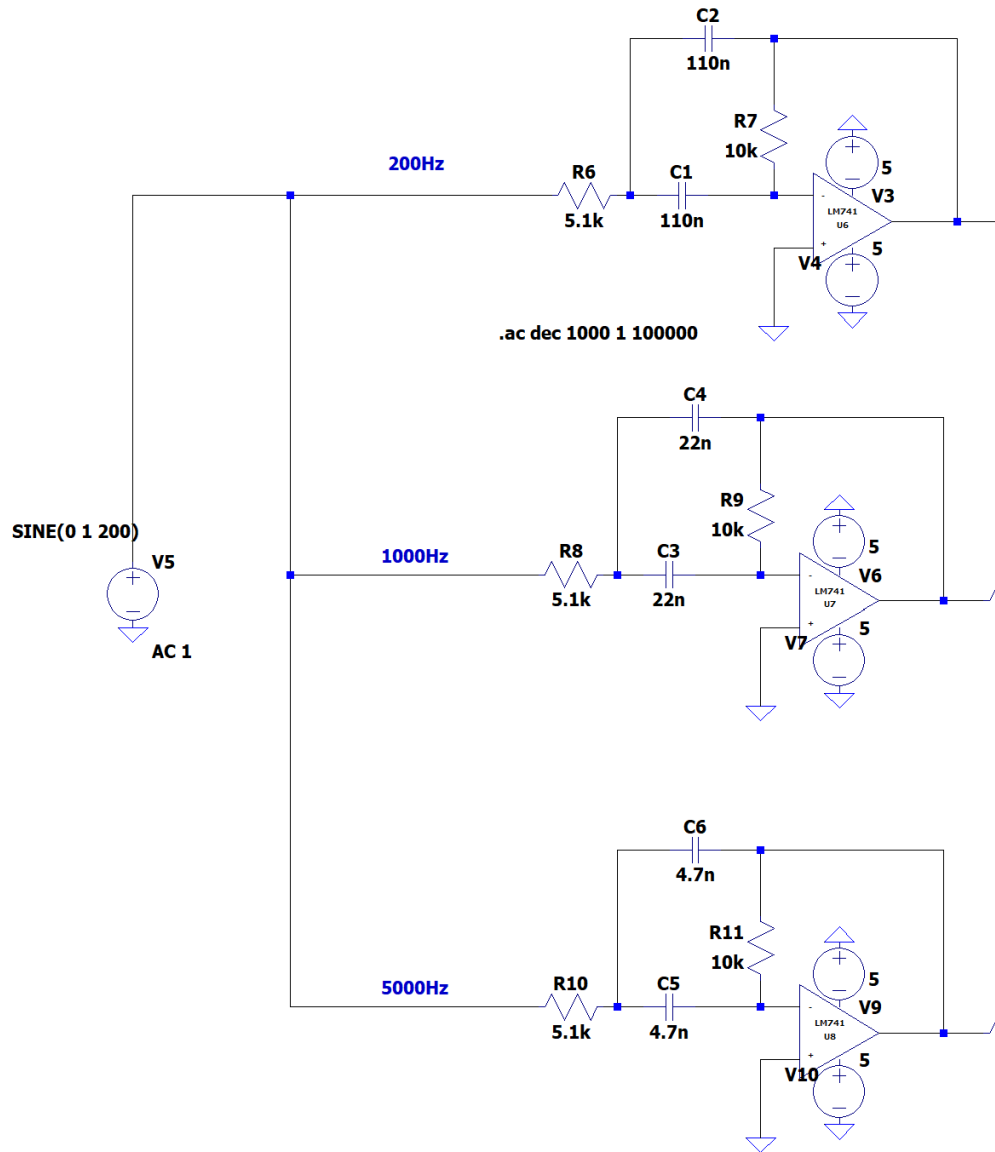 C2
110n
R7
10k
200Hz
R6
5.1k
C1
110n
-
+
LM741
U6
+
5
V3
V4
+
5
.ac dec 1000 1 100000
C4
22n
R9
10k
SINE(0 1 200)
V5
+
AC 1
1000Hz
R8
5.1k
C3
22n
-
+
LM741
U7
+
5
V6
V7
+
5
C6
4.7n
R11
10k
5000Hz
R10
5.1k
C5
4.7n
-
+
LM741
U8
+
5
V9
V10
+
5